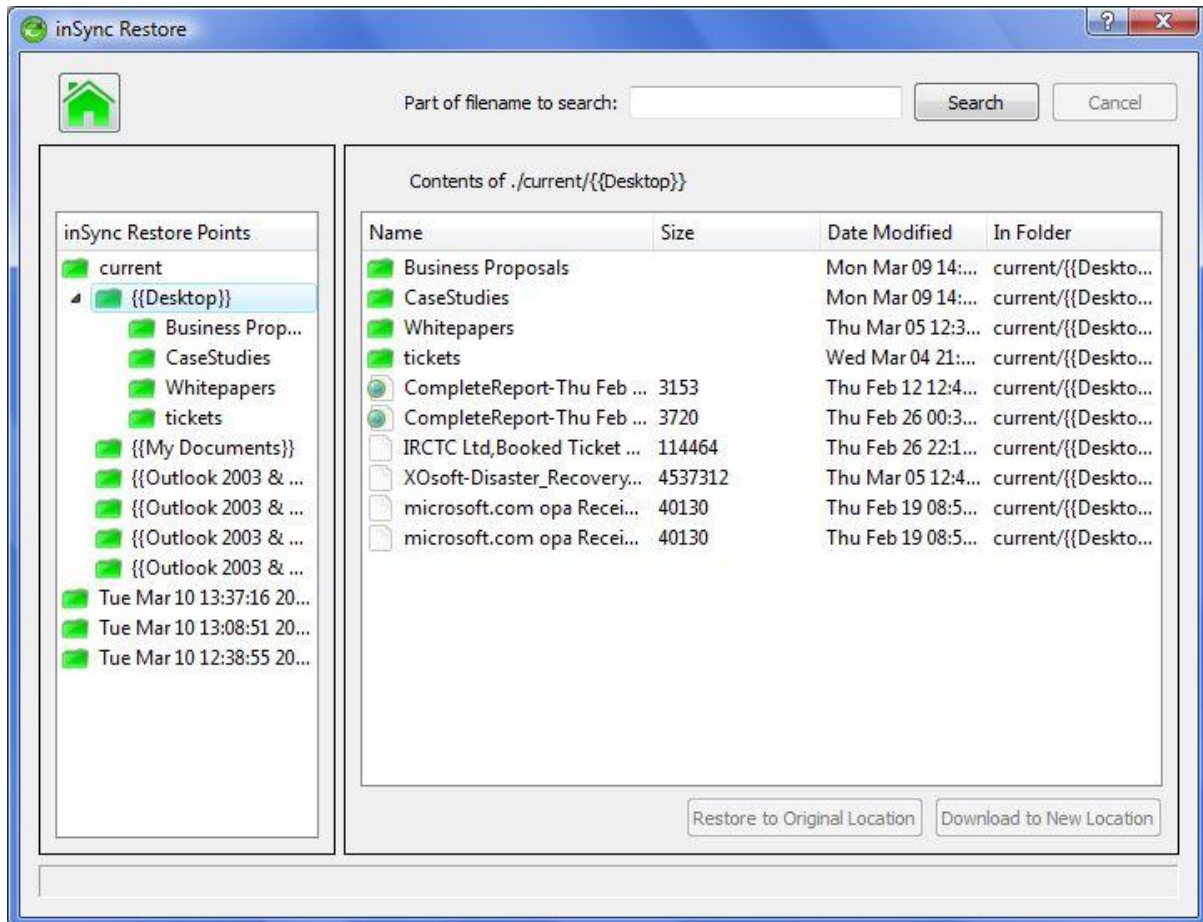 inSync Restore
Part of filename to search: Search Cancel
Contents of ./current/{{Desktop}}
inSync Restore Points
current
{{Desktop}}
Business Prop...
CaseStudies
Whitepapers
tickets
{{My Documents}}
{{Outlook 2003 & ...
{{Outlook 2003 & ...
{{Outlook 2003 & ...
{{Outlook 2003 & ...
Tue Mar 10 13:37:16 20...
Tue Mar 10 13:08:51 20...
Tue Mar 10 12:38:55 20...
Name Size Date Modified In Folder
Business Proposals Mon Mar 09 14:... current/{{Deskto...
CaseStudies Mon Mar 09 14:... current/{{Deskto...
Whitepapers Thu Mar 05 12:3... current/{{Deskto...
tickets Wed Mar 04 21:... current/{{Deskto...
CompleteReport-Thu Feb ... 3153 Thu Feb 12 12:4... current/{{Deskto...
CompleteReport-Thu Feb ... 3720 Thu Feb 26 00:3... current/{{Deskto...
IRCTC Ltd,Booked Ticket ... 114464 Thu Feb 26 22:1... current/{{Deskto...
XOsoft-Disaster_Recovery... 4537312 Thu Mar 05 12:4... current/{{Deskto...
microsoft.com opa Recei... 40130 Thu Feb 19 08:5... current/{{Deskto...
microsoft.com opa Recei... 40130 Thu Feb 19 08:5... current/{{Deskto...
Restore to Original Location Download to New Location